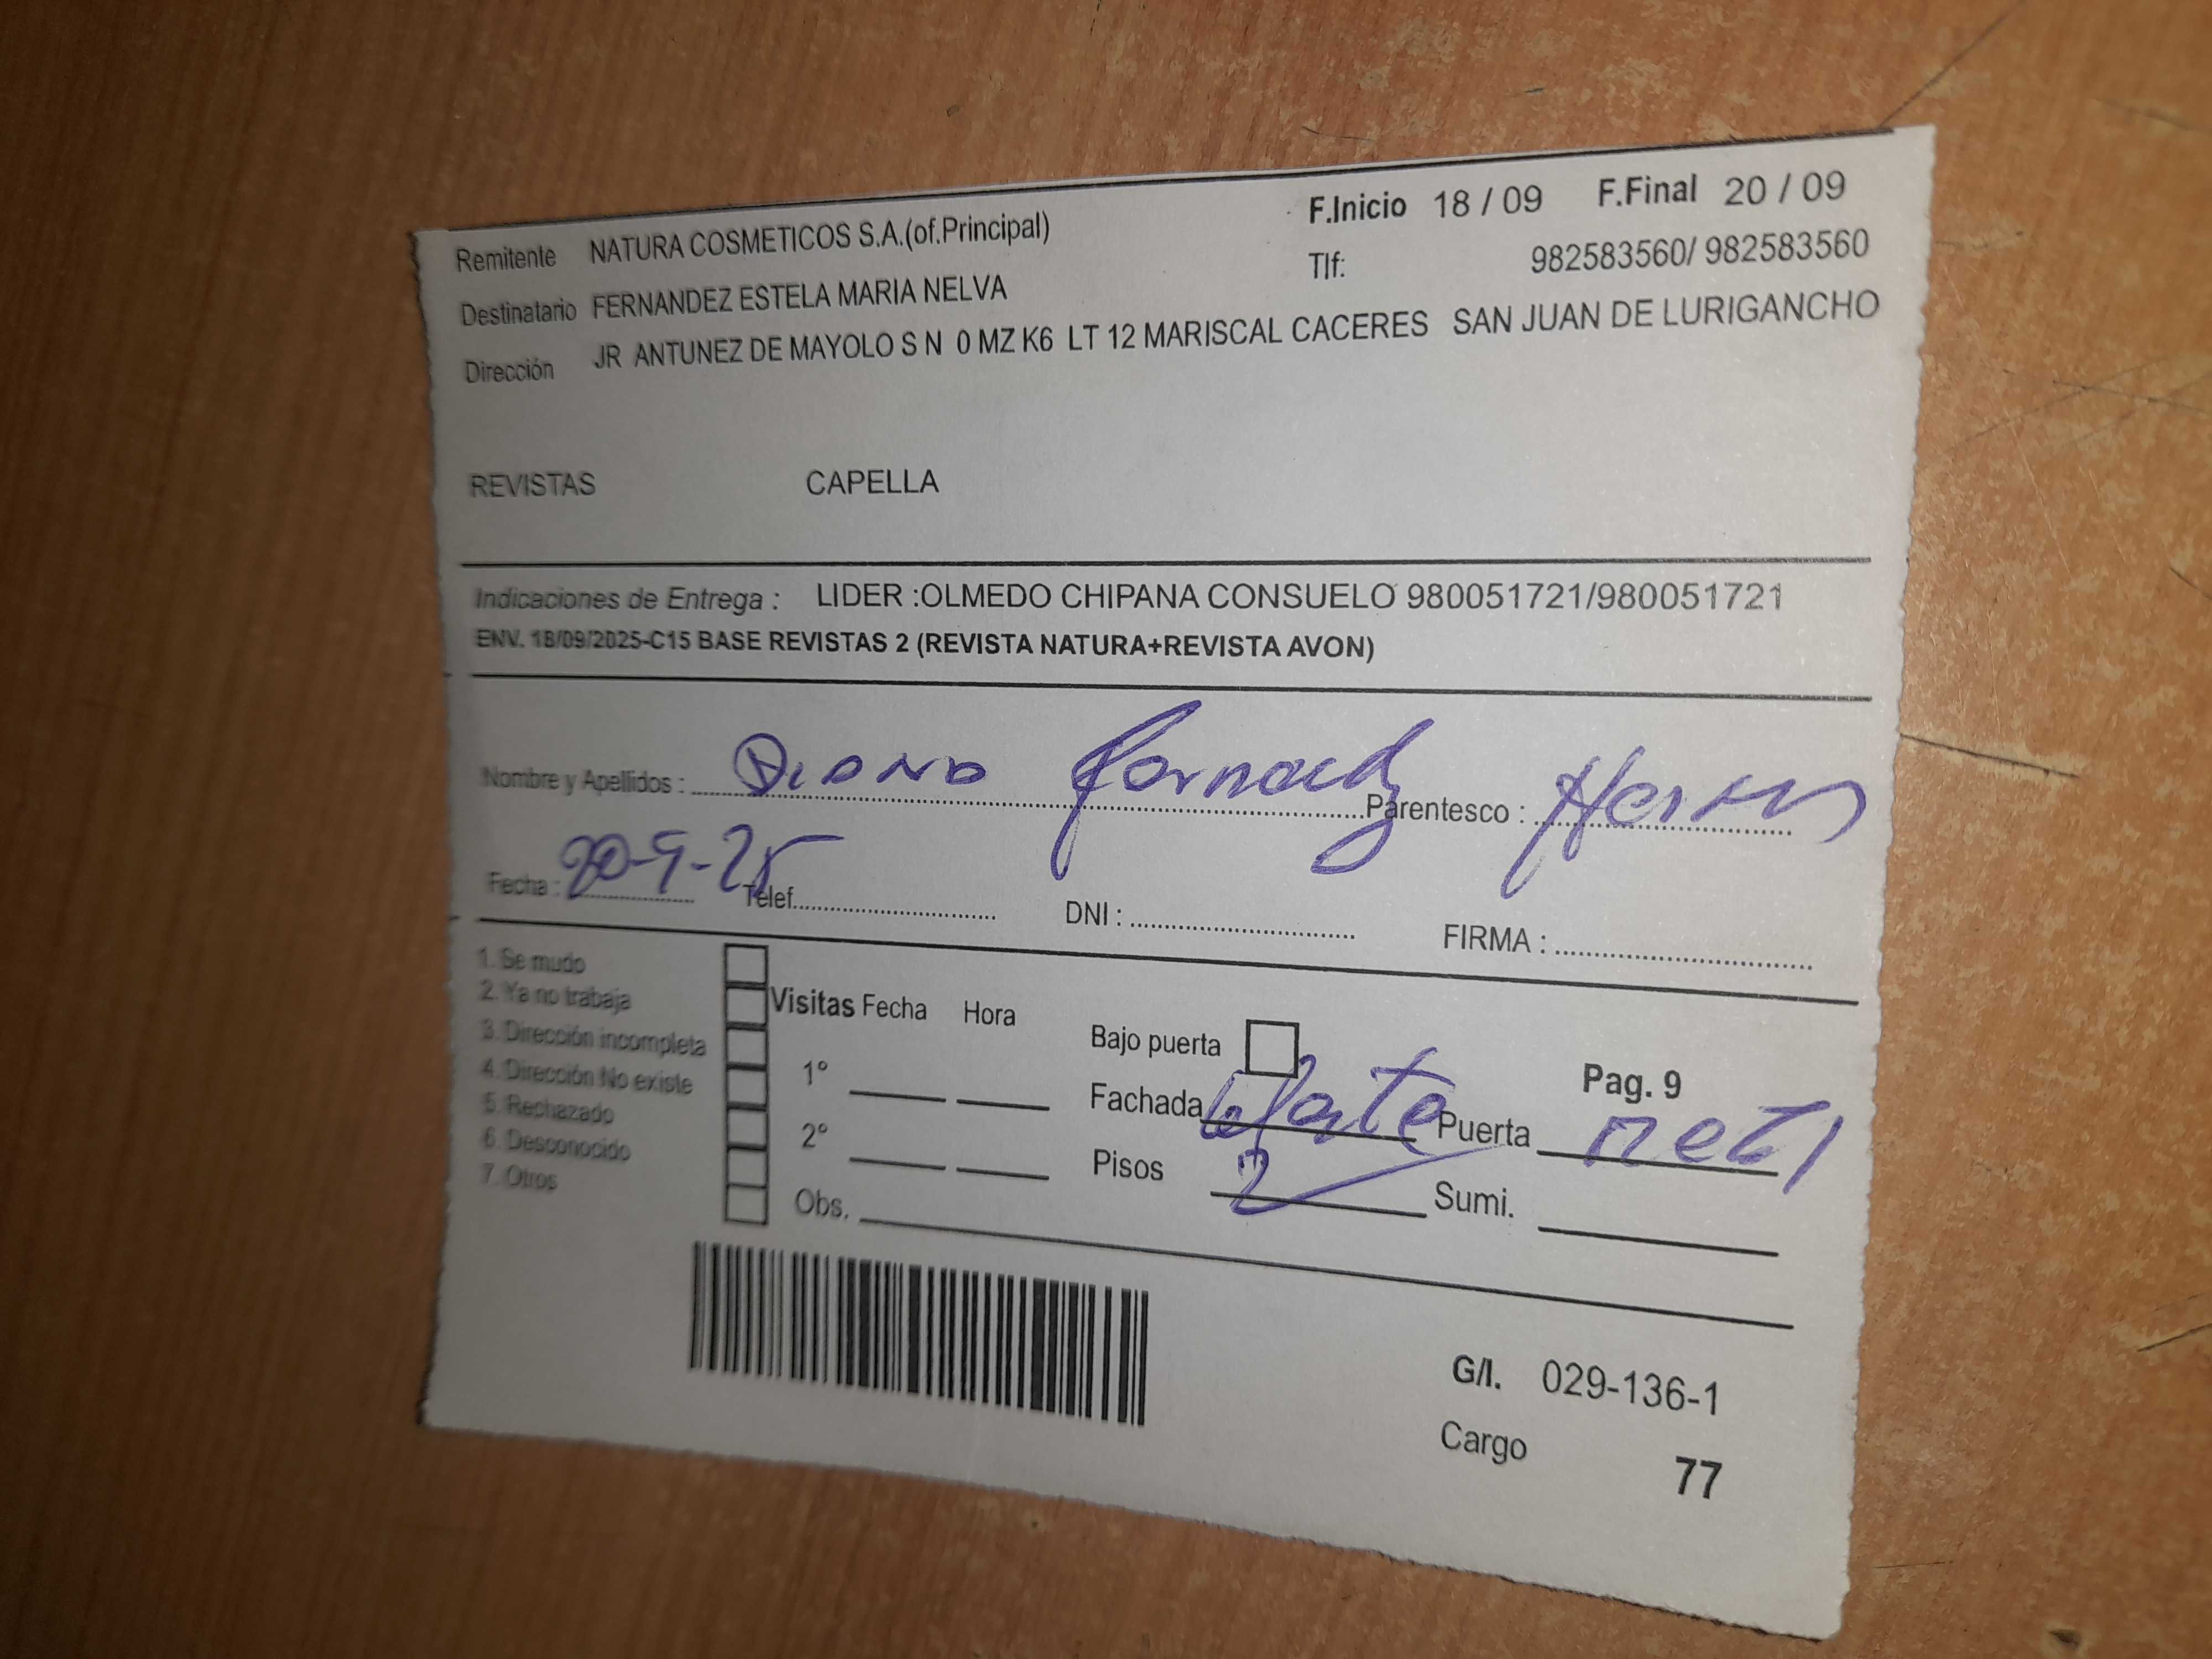 Remitente NATURA COSMETICOS S.A.(of.Principal) F.Inicio 18 / 09 F.Final 20 / 09
Destinatario FERNANDEZ ESTELA MARIA NELVA Tlf: 982583560/ 982583560
Dirección JR ANTUNEZ DE MAYOLO S N 0 MZ K6 LT 12 MARISCAL CACERES SAN JUAN DE LURIGANCHO
REVISTAS CAPELLA
Indicaciones de Entrega : LIDER :OLMEDO CHIPANA CONSUELO 980051721/980051721
ENV. 18/09/2025-C15 BASE REVISTAS 2 (REVISTA NATURA+REVISTA AVON)
Nombre y Apellidos : Diana Parentesco :
Fecha : 20-9-25 Telef. DNI : FIRMA :
1. Se mudo
2. Ya no trabaja
3. Dirección incompleta
4. Dirección No existe
5. Rechazado
6. Desconocido
7. Otros
Visitas Fecha Hora
1°
2°
Obs.
Bajo puerta
Fachada Puerta
Pisos 2 Sumi.
Pag. 9
G/I. 029-136-1
Cargo 77